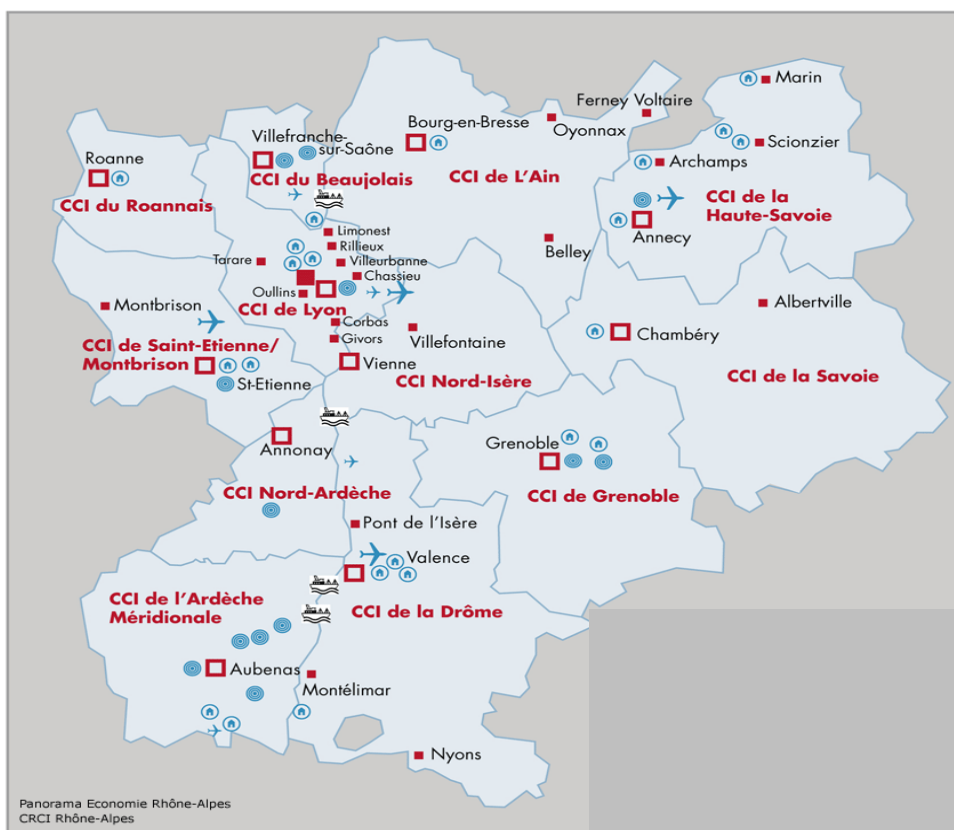 Marin
Ferney Voltaire
Oyonnax
Bourg-en-Bresse
Villefranche-
sur-Saône
Scionzier
Roanne
Archamps
CCI du Beaujolais
CCI de L'Ain
CCI du Roannais
CCI de la
Haute-Savoie
Annecy
Limonest
Rillieux
Belley
Tarare
Villeurbanne
Chassieu
Oullins
CCI de Lyon
Montbrison
Albertville
Corbas
Givors
Villefontaine
Chambéry
CCI de Saint-Etienne/
Montbrison
Vienne
CCI Nord-Isère
CCI de la Savoie
St-Etienne
Annonay
Grenoble
CCI Nord-Ardèche
CCI de Grenoble
Pont de l'Isère
Valence
CCI de l'Ardèche
Méridionale
CCI de la Drôme
Aubenas
Montélimar
Nyons
Panorama Economie Rhône-Alpes
CRCI Rhône-Alpes